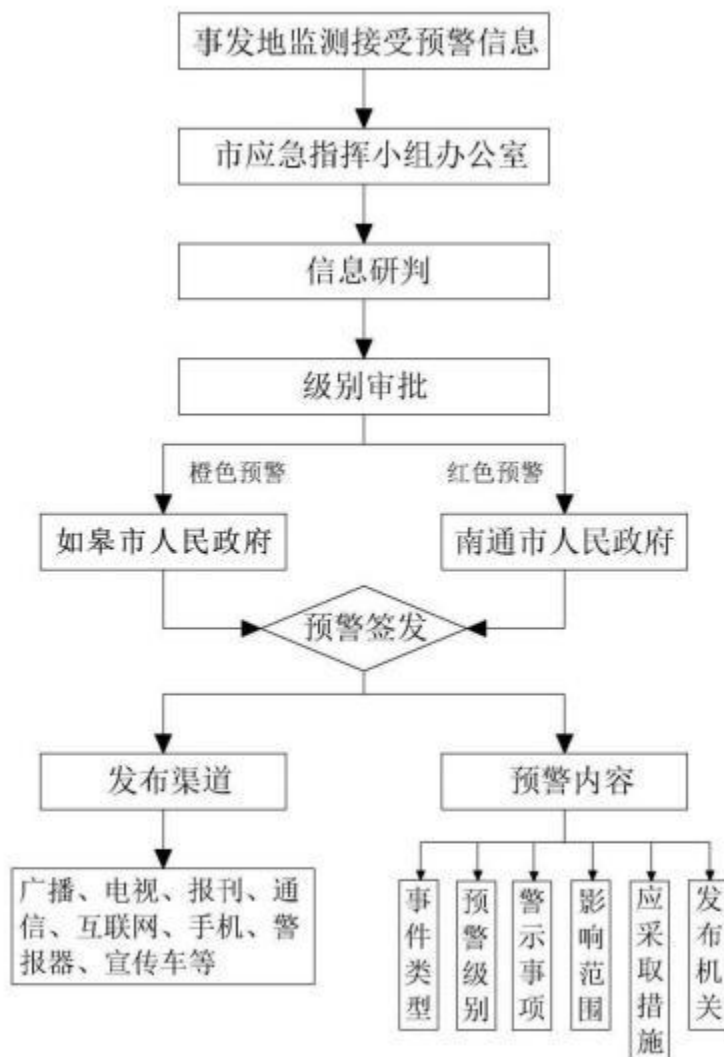 事发地监测接受预警信息
市应急指挥小组办公室
信息研判
级别审批
橙色预警
红色预警
如皋市人民政府
南通市人民政府
预警签发
发布渠道
预警内容
广播、电视、报刊、通
信、互联网、手机、警
报器、宣传车等
事件类型
预警级别
警示事项
影响范围
应采取措施
发布机关